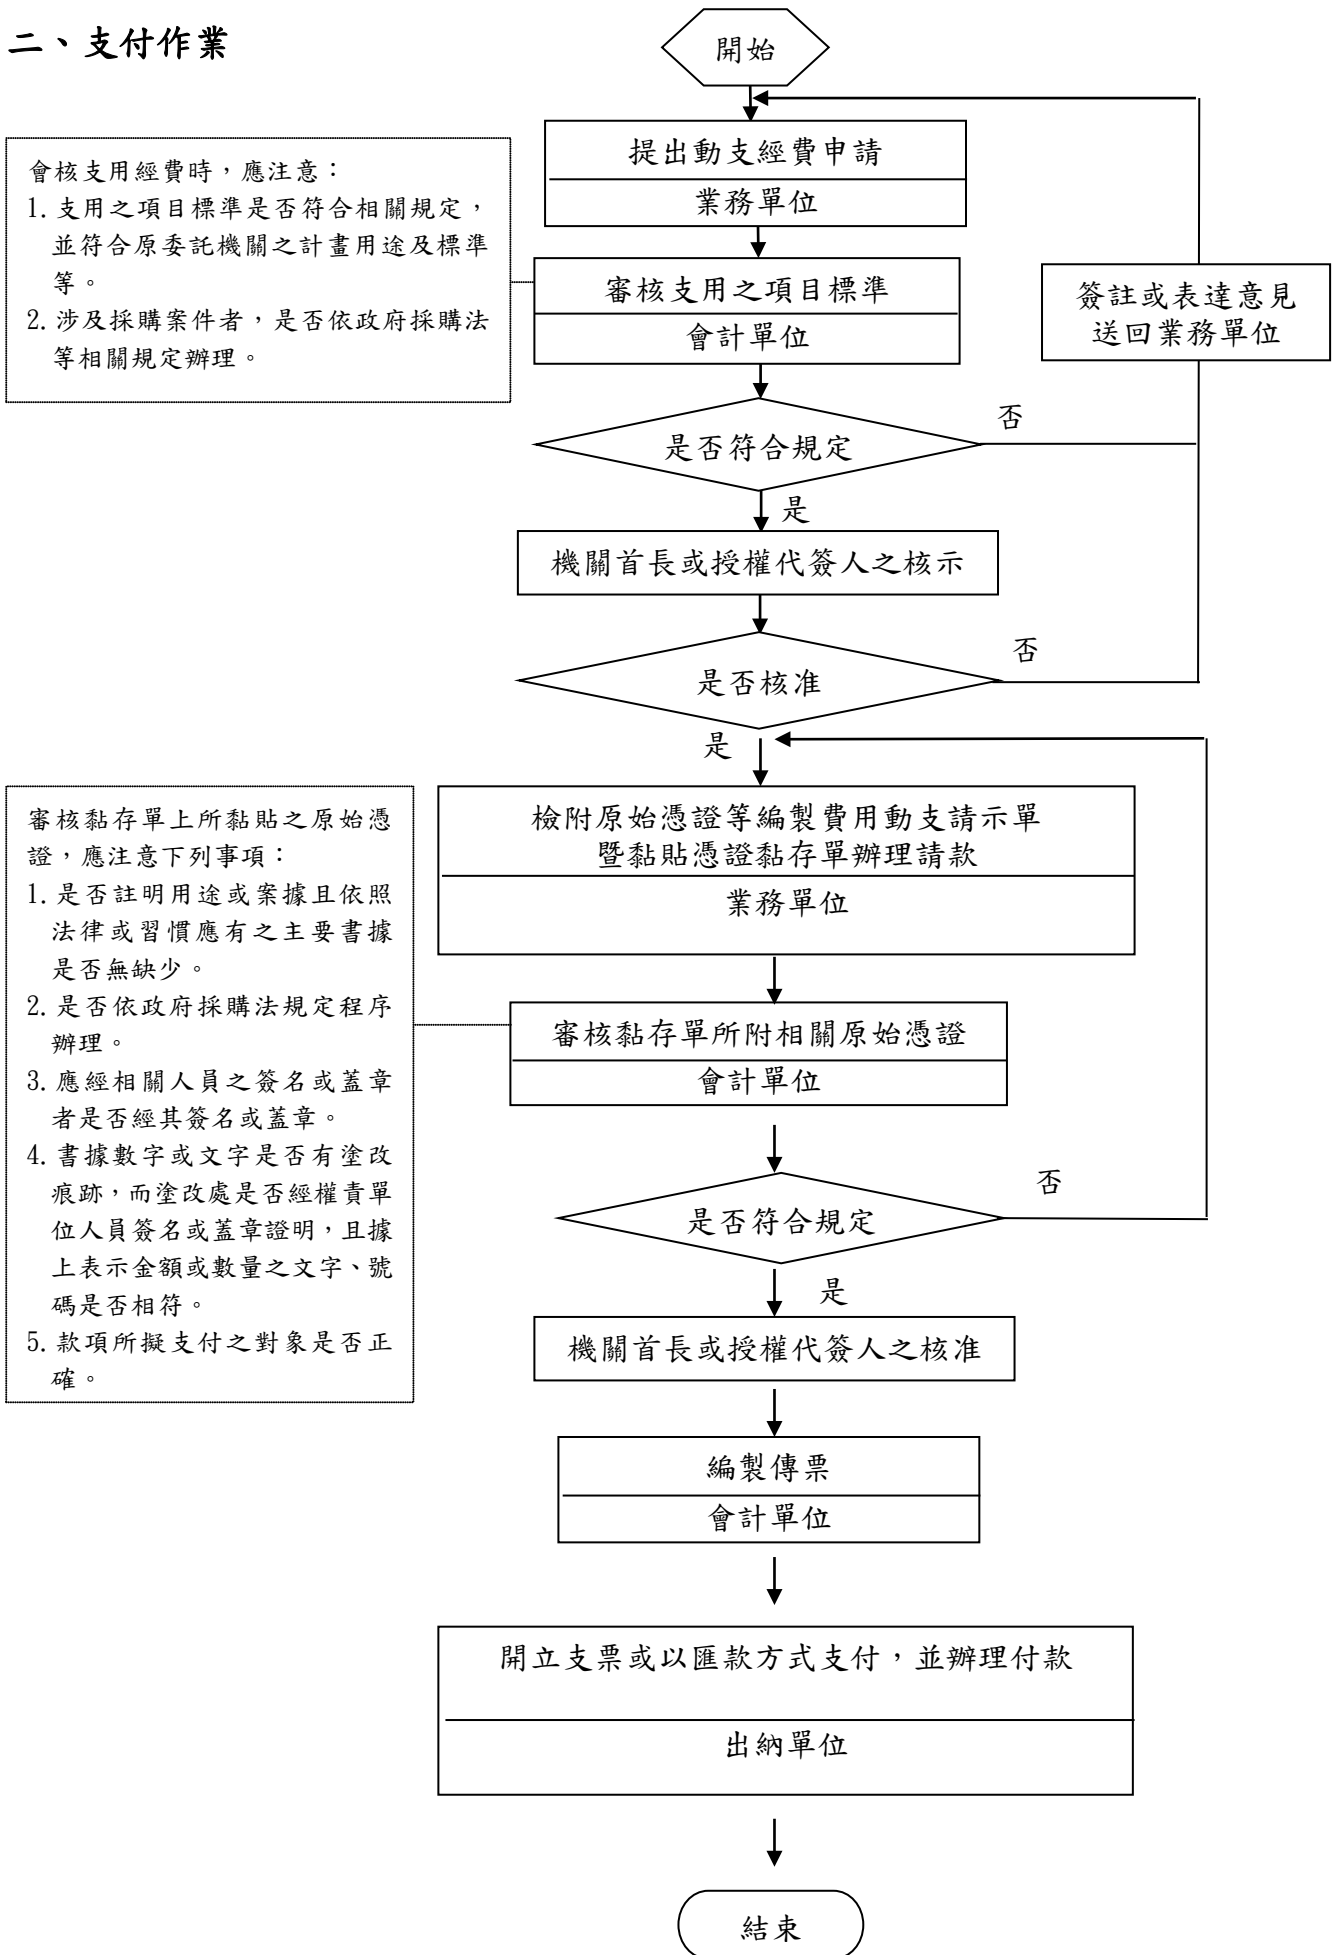 二、支付作業
開始
提出動支經費申請
業務單位
會核支用經費時，應注意：
1. 支用之項目標準是否符合相關規定，
並符合原委託機關之計畫用途及標準
等。
2. 涉及採購案件者，是否依政府採購法
等相關規定辦理。
審核支用之項目標準
會計單位
簽註或表達意見
送回業務單位
是否符合規定
否
是
機關首長或授權代簽人之核示
是否核准
否
是
檢附原始憑證等編製費用動支請示單
暨黏貼憑證黏存單辦理請款
業務單位
審核黏存單上所黏貼之原始憑
證，應注意下列事項：
1. 是否註明用途或案據且依照
法律或習慣應有之主要書據
是否無缺少。
2. 是否依政府採購法規定程序
辦理。
3. 應經相關人員之簽名或蓋章
者是否經其簽名或蓋章。
4. 書據數字或文字是否有塗改
痕跡，而塗改處是否經權責單
位人員簽名或蓋章證明，且據
上表示金額或數量之文字、號
碼是否相符。
5. 款項所擬支付之對象是否正
確。
審核黏存單所附相關原始憑證
會計單位
是否符合規定
否
是
機關首長或授權代簽人之核准
編製傳票
會計單位
開立支票或以匯款方式支付，並辦理付款
出納單位
結束